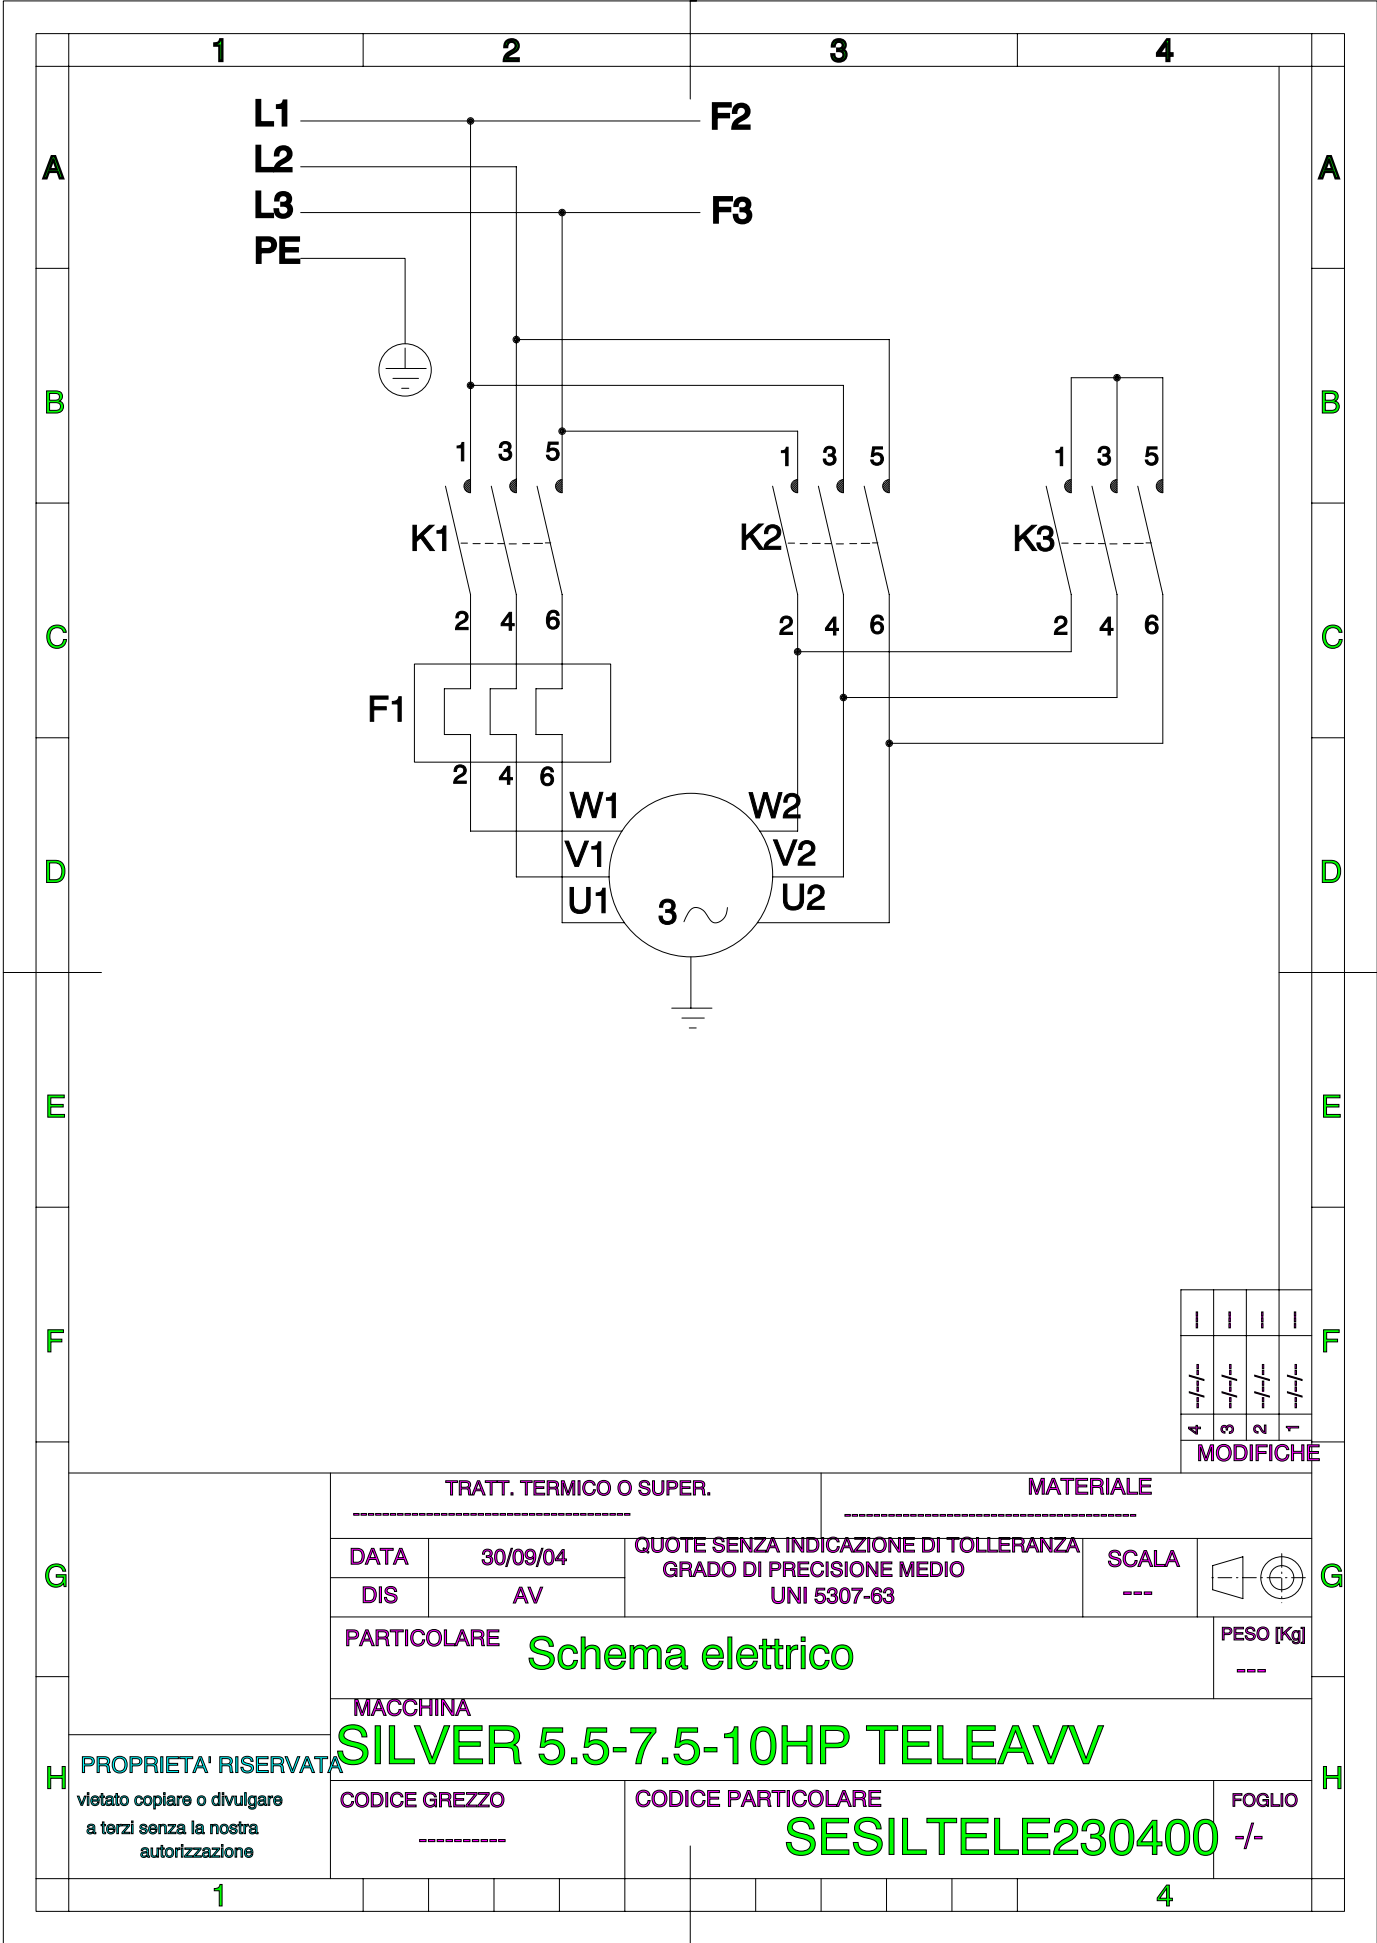 1 2 3 4
L1 F2
L2
A A
L3 F3
PE
B B
1 3 5 1 3 5 1 3 5
K1 K2 K3
2 4 6 2 4 6 2 4 6
C C
F1
2 4 6
W1 W2
V1 V2
D D
U1 U2
3
E E
F F
-- -- -- --
--/--/-- --/--/-- --/--/-- --/--/--
4 3 2 1
MODIFICHE
TRATT. TERMICO O SUPER. MATERIALE
QUOTE SENZA INDICAZIONE DI TOLLERANZA
DATA 30/09/04 GRADO DI PRECISIONE MEDIO SCALA
G G
DIS AV UNI 5307-63 ---
PARTICOLARE Schema elettrico PESO [Kg]
---
MACCHINA
SILVER 5.5-7.5-10HP TELEAVV
PROPRIETA' RISERVATA
H H
vietato copiare o divulgare
a terzi senza la nostra
autorizzazione
CODICE GREZZO CODICE PARTICOLARE FOGLIO
---------- SESILTELE230400 -/-
1 4